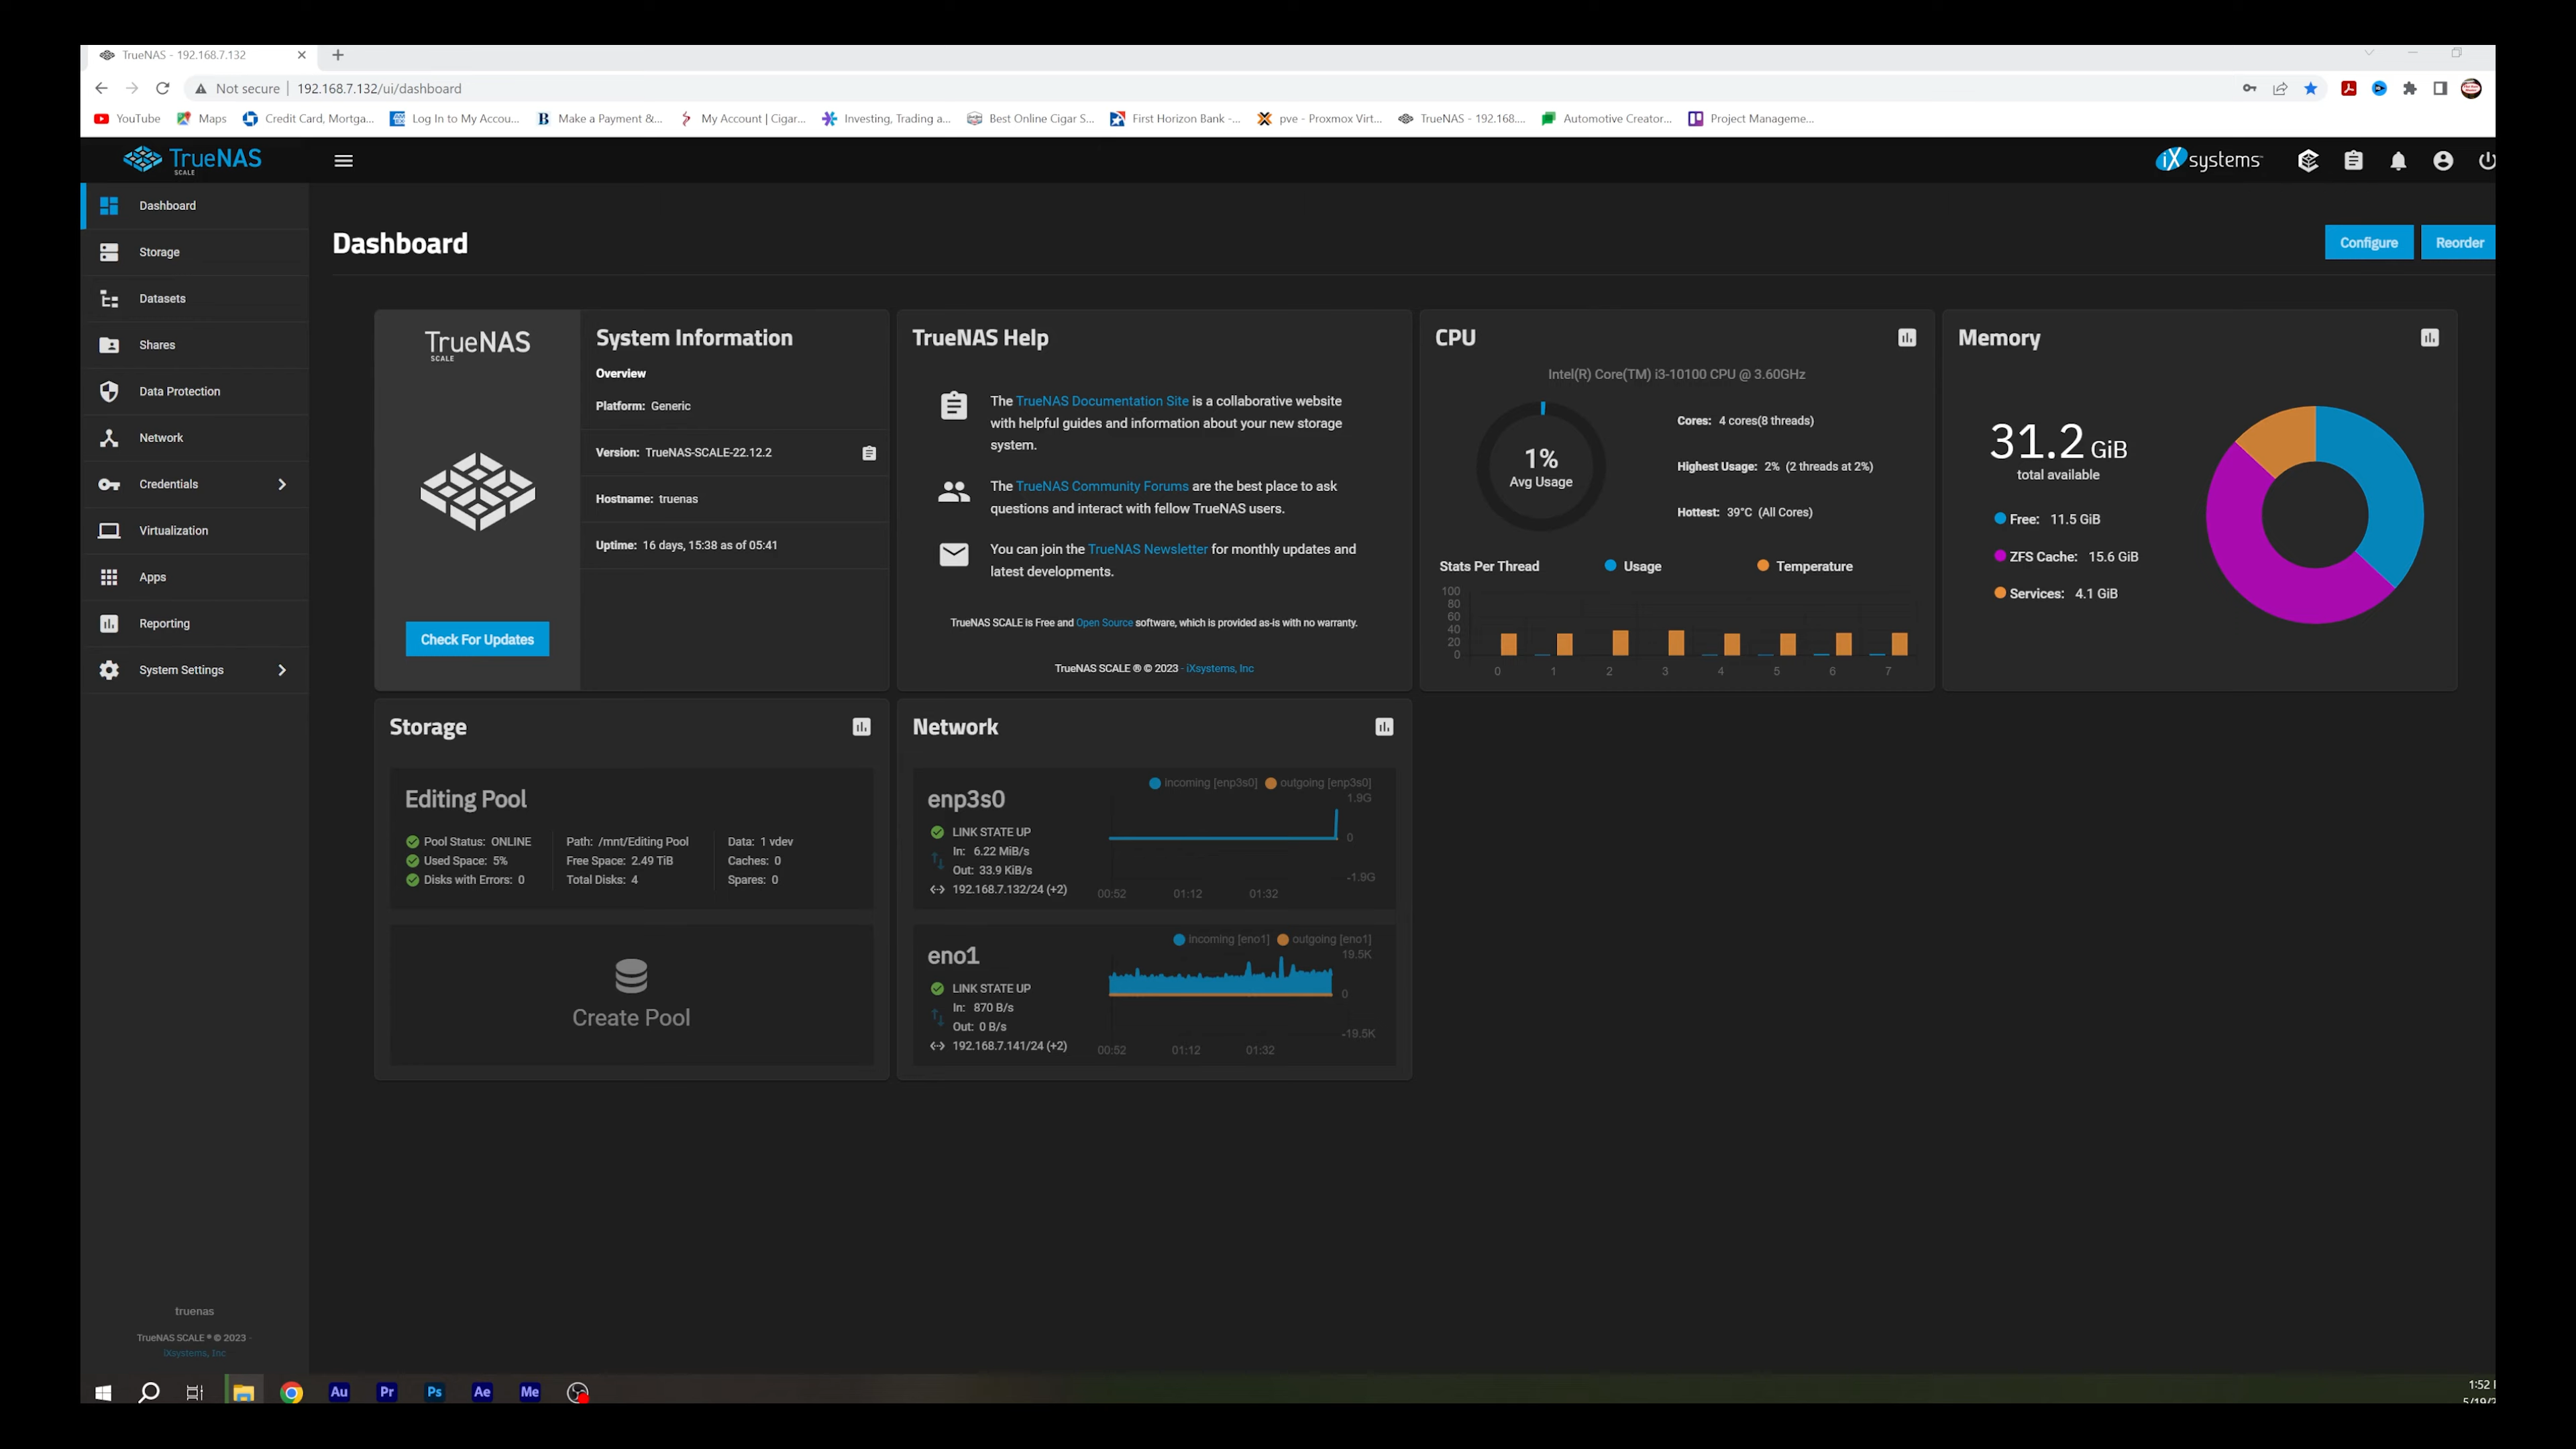 TrueNAS - 192.168.7.132
Not secure 192.168.7.132/ui/dashboard
YouTube Maps Credit Card, Mortga... Log In to My Accou... Make a Payment &... My Account | Cigar... Investing, Trading a... Best Online Cigar S... First Horizon Bank -... pve - Proxmox Virt... TrueNAS - 192.168.... Automotive Creator... Project Manageme...
TrueNAS
SCALE
iXsystems
Dashboard
Storage
Datasets
Shares
Data Protection
Network
Credentials
Virtualization
Apps
Reporting
System Settings
truenas
TrueNAS SCALE ® © 2023 -
iXsystems, Inc
Dashboard
Configure
Reorder
TrueNAS
SCALE
Check For Updates
System Information
Overview
Platform: Generic
Version: TrueNAS-SCALE-22.12.2
Hostname: truenas
Uptime: 16 days, 15:38 as of 05:41
TrueNAS Help
The TrueNAS Documentation Site is a collaborative website
with helpful guides and information about your new storage
system.
The TrueNAS Community Forums are the best place to ask
questions and interact with fellow TrueNAS users.
You can join the TrueNAS Newsletter for monthly updates and
latest developments.
TrueNAS SCALE is Free and Open Source software, which is provided as-is with no warranty.
TrueNAS SCALE ® © 2023 - iXsystems, Inc
CPU
Intel(R) Core(TM) i3-10100 CPU @ 3.60GHz
1%
Avg Usage
Cores: 4 cores(8 threads)
Highest Usage: 2% (2 threads at 2%)
Hottest: 39°C (All Cores)
Stats Per Thread Usage Temperature
100
80
60
40
20
0
0 1 2 3 4 5 6 7
Memory
31.2 GiB
total available
Free: 11.5 GiB
ZFS Cache: 15.6 GiB
Services: 4.1 GiB
Storage
Editing Pool
Pool Status: ONLINE
Used Space: 5%
Disks with Errors: 0
Path: /mnt/Editing Pool
Free Space: 2.49 TiB
Total Disks: 4
Data: 1 vdev
Caches: 0
Spares: 0
Create Pool
Network
enp3s0
LINK STATE UP
In: 6.22 MiB/s
Out: 33.9 KiB/s
192.168.7.132/24 (+2)
incoming [enp3s0] outgoing [enp3s0]
1.9G
0
-1.9G
00:52 01:12 01:32
eno1
LINK STATE UP
In: 870 B/s
Out: 0 B/s
192.168.7.141/24 (+2)
incoming [eno1] outgoing [eno1]
19.5K
0
-19.5K
00:52 01:12 01:32
Au Pr Ps Ae Me
1:52